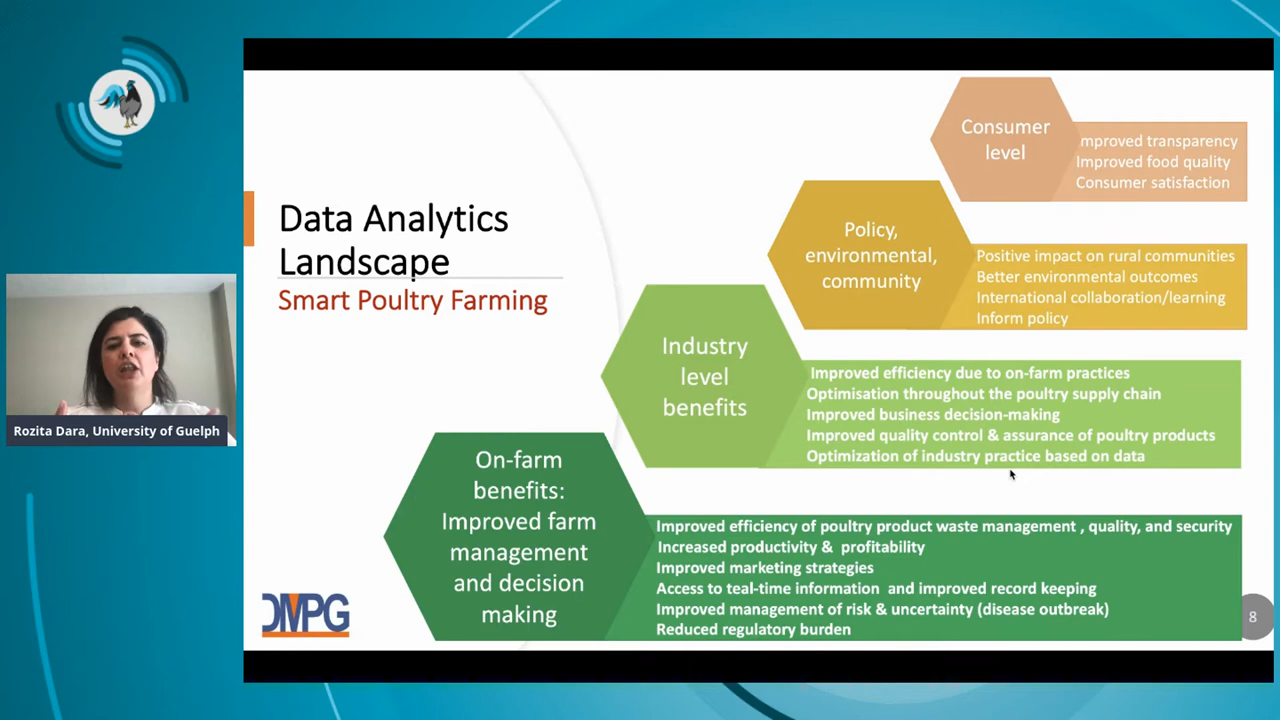 Data Analytics
Landscape
Smart Poultry Farming
Consumer
level
mproved transparency
Improved food quality
Consumer satisfaction
Policy,
environmental,
community
Positive impact on rural communities
Better environmental outcomes
International collaboration/learning
Inform policy
Industry
level
benefits
Improved efficiency due to on-farm practices
Optimisation throughout the poultry supply chain
Improved business decision-making
Improved quality control & assurance of poultry products
Optimization of industry practice based on data
On-farm
benefits:
Improved farm
management
and decision
making
Improved efficiency of poultry product waste management , quality, and security
Increased productivity & profitability
Improved marketing strategies
Access to teal-time information and improved record keeping
Improved management of risk & uncertainty (disease outbreak)
Reduced regulatory burden
DMPG
8
Rozita Dara, University of Guelph